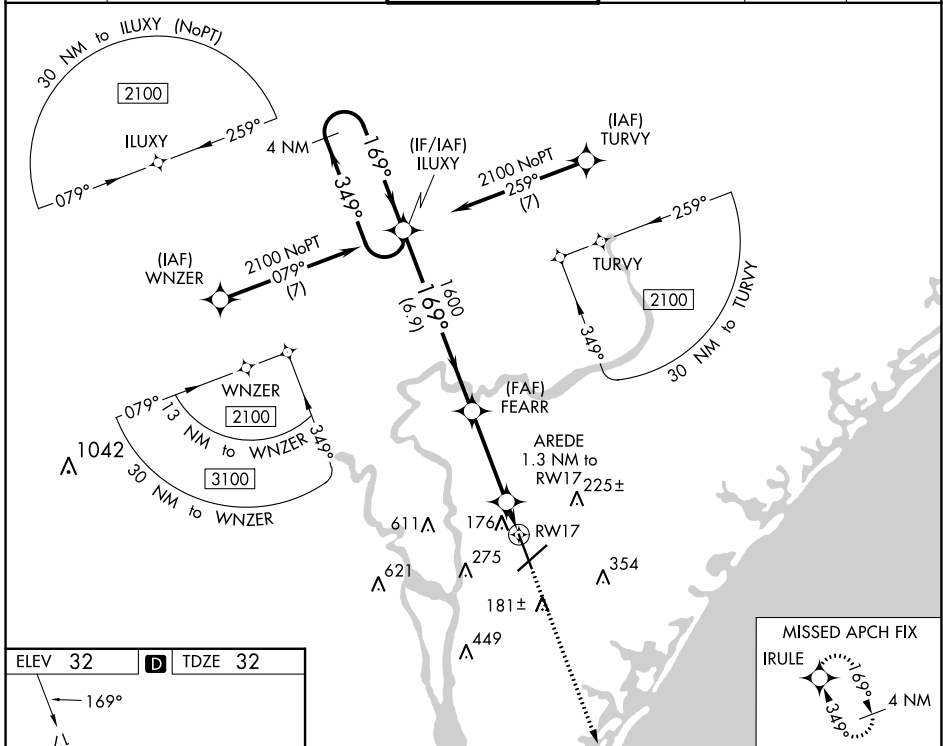 30 NM to ILUXY (NoPT)
2100
ILUXY
259°
079°
4 NM
169°
349°
(IF/IAF)
ILUXY
(IAF)
TURVY
2100 NoPT
259°
(7)
(IAF)
WNZER
2100 NoPT
079°
(7)
1600
169°
(6.9)
259°
TURVY
2100
349°
30 NM to TURVY
(FAF)
FEARR
WNZER
079°
2100
13 NM to WNZER
349°
3100
30 NM to WNZER
1042
AREDE
1.3 NM to
RW17
225±
611
176
RW17
275
621
354
181±
449
MISSED APCH FIX
IRULE
169°
349°
4 NM
ELEV 32
D
TDZE 32
169°